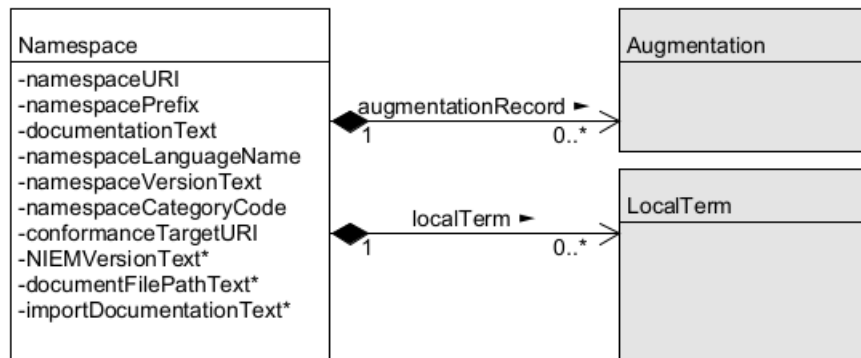 Namespace
-namespaceURI
-namespacePrefix
-documentationText
-namespaceLanguageName
-namespaceVersionText
-namespaceCategoryCode
-conformanceTargetURI
-NIEMVersionText*
-documentFilePathText*
-importDocumentationText*
augmentationRecord ►
1 0..*
localTerm ►
1 0..*
Augmentation
LocalTerm